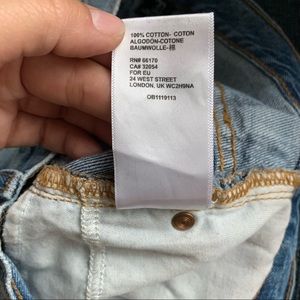 100% COTTON- COTON
ALGODÓN-COTONE
BAUMWOLLE-棉
RN# 66170
CA# 32054
FOR EU
24 WEST STREET
LONDON, UK WC2H9NA
OB1119113